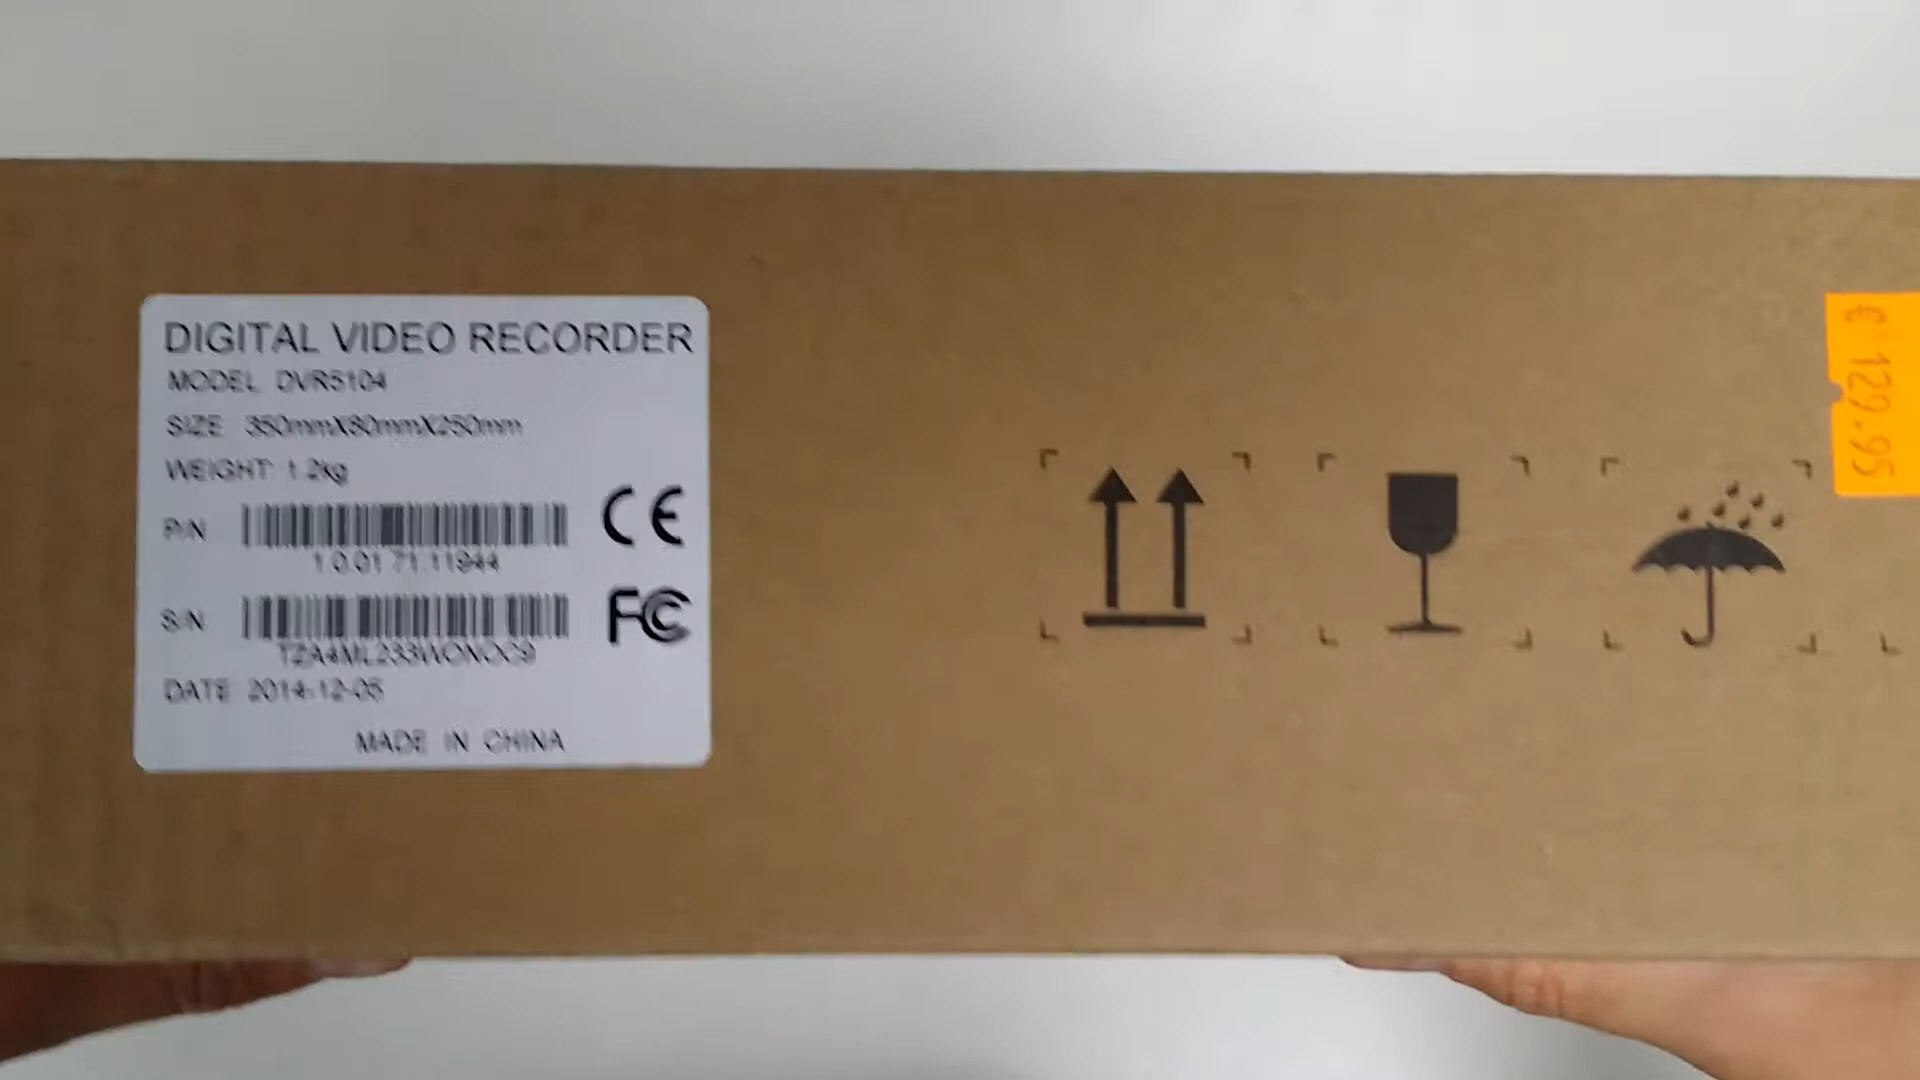 DIGITAL VIDEO RECORDER
MODEL DVR5104
SIZE 350mmX80mmX250mm
WEIGHT: 1.2kg
P/N
1.0.01.71.11944
CE
S/N
FC
DATE 2014-12-05
MADE IN CHINA
€ 129.95